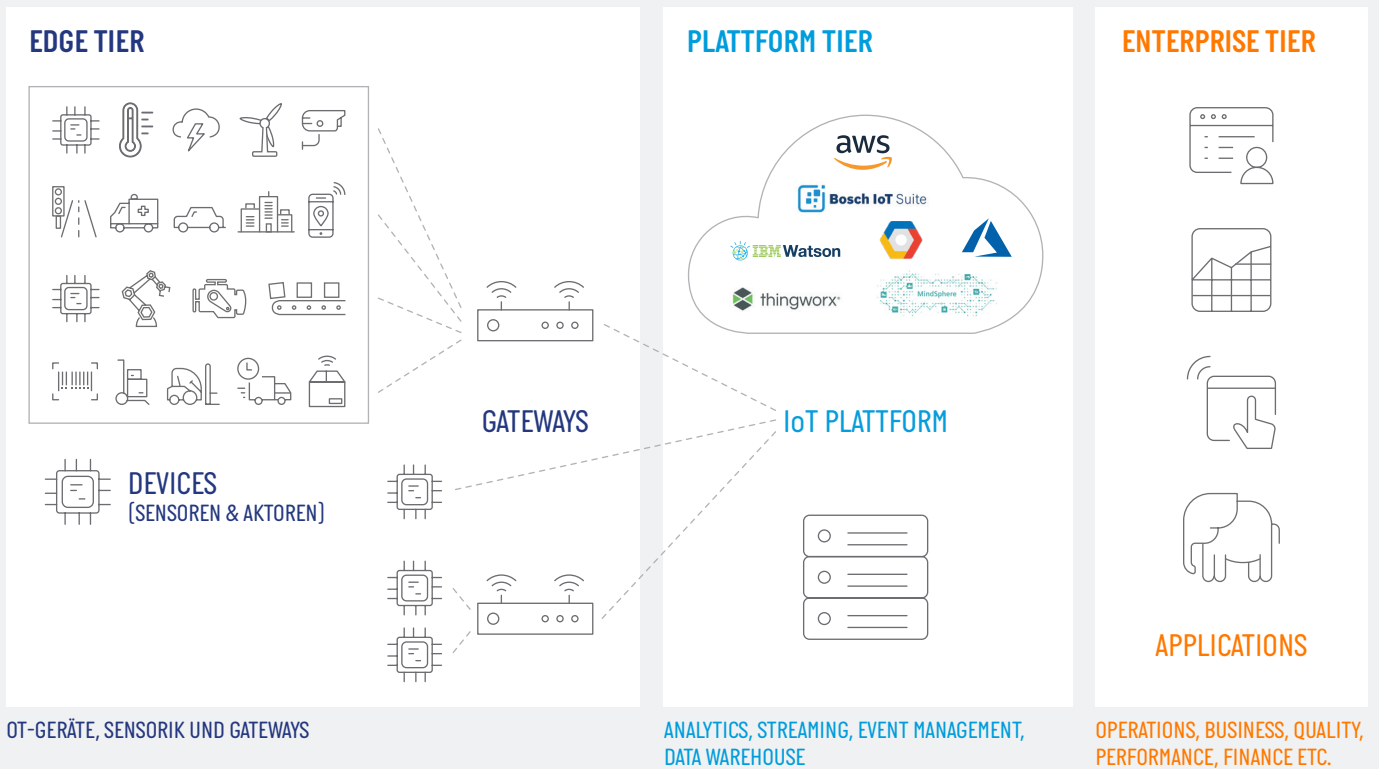 EDGE TIER
DEVICES
(SENSOREN & AKTOREN)
GATEWAYS
OT-GERÄTE, SENSORIK UND GATEWAYS
PLATTFORM TIER
aws
Bosch IoT Suite
IBM Watson
thingworx
MindSphere
IoT PLATTFORM
ANALYTICS, STREAMING, EVENT MANAGEMENT,
DATA WAREHOUSE
ENTERPRISE TIER
APPLICATIONS
OPERATIONS, BUSINESS, QUALITY,
PERFORMANCE, FINANCE ETC.